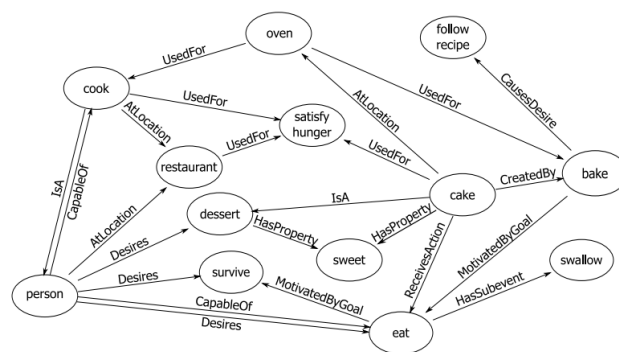 oven
follow
recipe
UsedFor
cook
UsedFor
AtLocation
UsedFor
CausesDesire
AtLocation
satisfy
hunger
UsedFor
UsedFor
restaurant
IsA
CapableOf
cake
CreatedBy
bake
IsA
AtLocation
dessert
HasProperty
HasProperty
Desires
sweet
ReceivesAction
MotivatedByGoal
swallow
Desires
survive
MotivatedByGoal
HasSubevent
person
CapableOf
Desires
eat